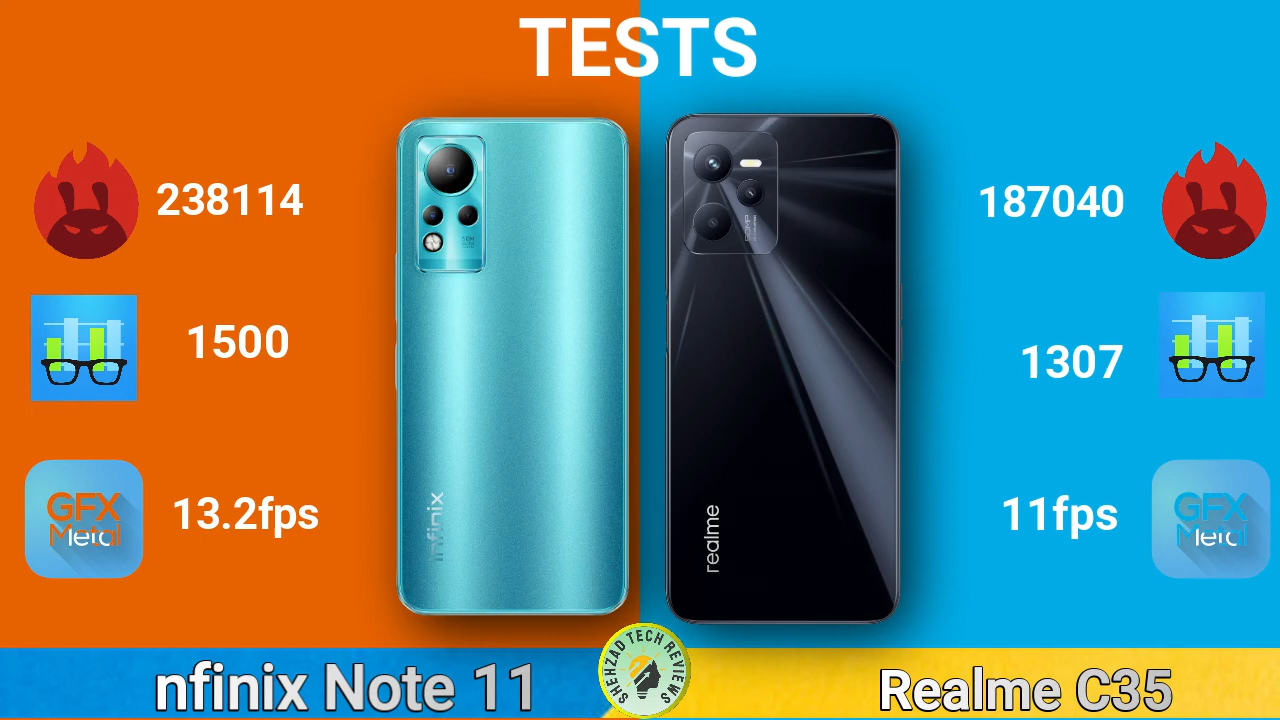 TESTS
238114
187040
1500
1307
GFX
Metal
13.2fps
11fps
GFX
Metal
infinix
realme
SHEHZAD TECH REVIEWS
nfinix Note 11
Realme C35